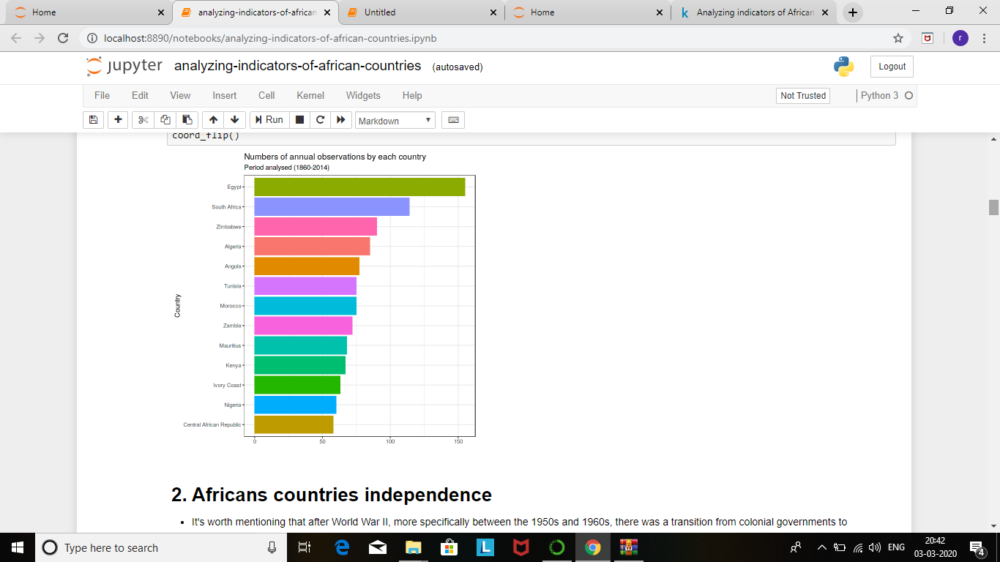 Home
analyzing-indicators-of-african
Untitled
Home
Analyzing indicators of African
localhost:8890/notebooks/analyzing-indicators-of-african-countries.ipynb
r
jupyter analyzing-indicators-of-african-countries (autosaved)
Logout
File Edit View Insert Cell Kernel Widgets Help
Not Trusted
Python 3
Run
Markdown
coord_flip()
Numbers of annual observations by each country
Period analysed (1860-2014)
Country
Egypt
South Africa
Zimbabwe
Algeria
Angola
Tunisia
Morocco
Zambia
Mauritius
Kenya
Ivory Coast
Nigeria
Central African Republic
0 50 100 150
2. Africans countries independence
• It's worth mentioning that after World War II, more specifically between the 1950s and 1960s, there was a transition from colonial governments to
Type here to search
L
ENG
20:42
03-03-2020
4